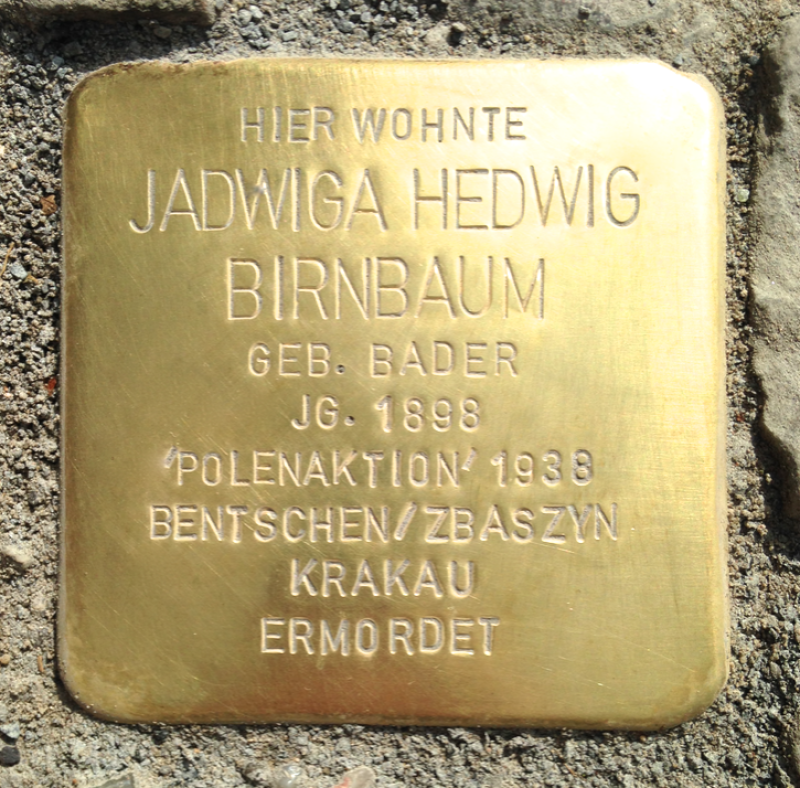 HIER WOHNTE
JADWIGA HEDWIG
BIRNBAUM
GEB. BADER
JG. 1898
'POLENAKTION' 1938
BENTSCHEN/ZBASZYN
KRAKAU
ERMORDET